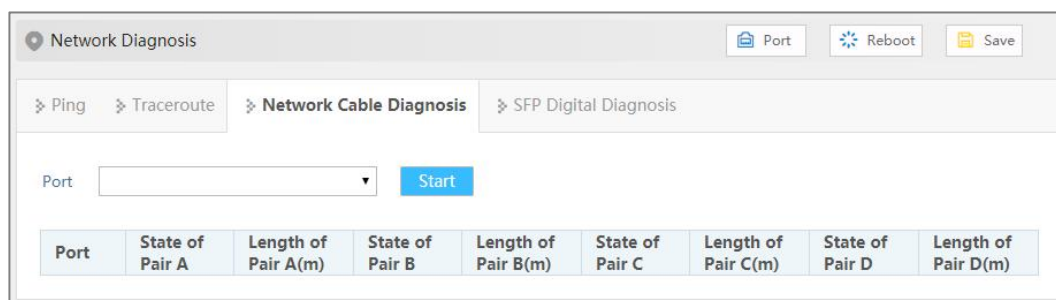 Network Diagnosis Port Reboot Save
Ping Traceroute Network Cable Diagnosis SFP Digital Diagnosis
Port Start
Port State of Pair A Length of Pair A(m) State of Pair B Length of Pair B(m) State of Pair C Length of Pair C(m) State of Pair D Length of Pair D(m)